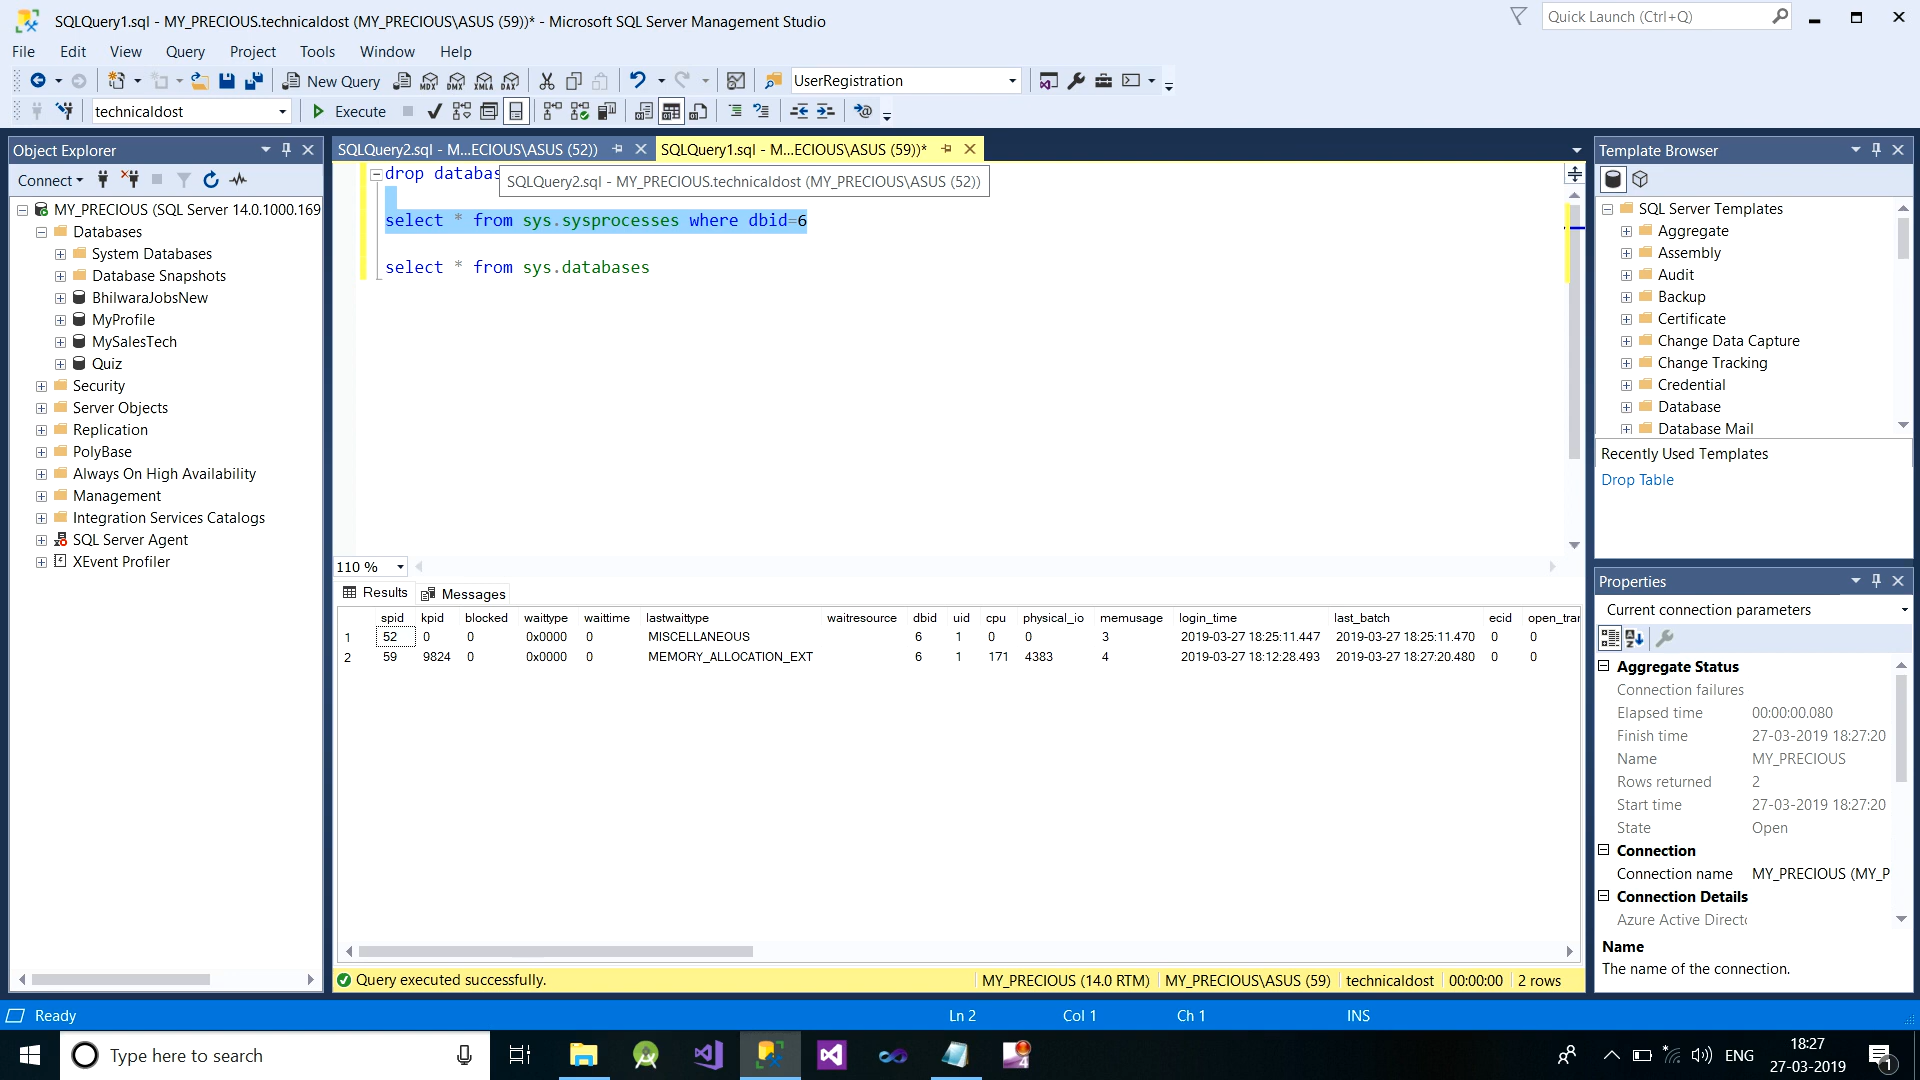 SQLQuery1.sql - MY_PRECIOUS.technicaldost (MY_PRECIOUS\ASUS (59))* - Microsoft SQL Server Management Studio
Quick Launch (Ctrl+Q)
File Edit View Query Project Tools Window Help
New Query MDX DMX XMLA DAX UserRegistration
technicaldost Execute
Object Explorer
Connect
MY_PRECIOUS (SQL Server 14.0.1000.169
Databases
System Databases
Database Snapshots
BhilwaraJobsNew
MyProfile
MySalesTech
Quiz
Security
Server Objects
Replication
PolyBase
Always On High Availability
Management
Integration Services Catalogs
SQL Server Agent
XEvent Profiler
SQLQuery2.sql - M...ECIOUS\ASUS (52)) SQLQuery1.sql - M...ECIOUS\ASUS (59))*
drop databas
SQLQuery2.sql - MY_PRECIOUS.technicaldost (MY_PRECIOUS\ASUS (52))
select * from sys.sysprocesses where dbid=6
select * from sys.databases
110 %
Results Messages
spid kpid blocked waittype waittime lastwaittype waitresource dbid uid cpu physical_io memusage login_time last_batch ecid open_tran
1 52 0 0 0x0000 0 MISCELLANEOUS 6 1 0 0 3 2019-03-27 18:25:11.447 2019-03-27 18:25:11.470 0 0
2 59 9824 0 0x0000 0 MEMORY_ALLOCATION_EXT 6 1 171 4383 4 2019-03-27 18:12:28.493 2019-03-27 18:27:20.480 0 0
Query executed successfully. MY_PRECIOUS (14.0 RTM) MY_PRECIOUS\ASUS (59) technicaldost 00:00:00 2 rows
Template Browser
SQL Server Templates
Aggregate
Assembly
Audit
Backup
Certificate
Change Data Capture
Change Tracking
Credential
Database
Database Mail
Recently Used Templates
Drop Table
Properties
Current connection parameters
Aggregate Status
Connection failures
Elapsed time 00:00:00.080
Finish time 27-03-2019 18:27:20
Name MY_PRECIOUS
Rows returned 2
Start time 27-03-2019 18:27:20
State Open
Connection
Connection name MY_PRECIOUS (MY_P
Connection Details
Azure Active Directo
Name
The name of the connection.
Ready Ln 2 Col 1 Ch 1 INS
Type here to search
4
ENG
18:27
27-03-2019
1